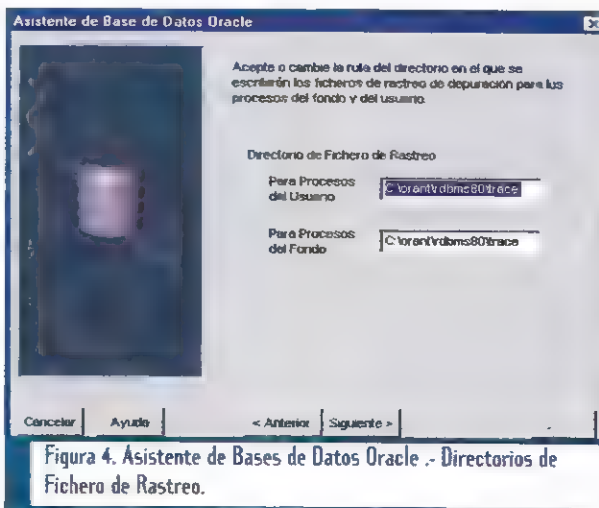 Asistente de Base de Datos Oracle
Acepte o cambie la ruta del directorio en el que se
escribirán los ficheros de rastreo de depuración para los
procesos del fondo y del usuario.
Directorio de Fichero de Rastreo
Para Procesos
del Usuario
C:\orant\rdbms80\trace
Para Procesos
del Fondo
C:\orant\rdbms80\trace
Cancelar Ayuda < Anterior Siguiente >
Figura 4. Asistente de Bases de Datos Oracle .- Directorios de
Fichero de Rastreo.